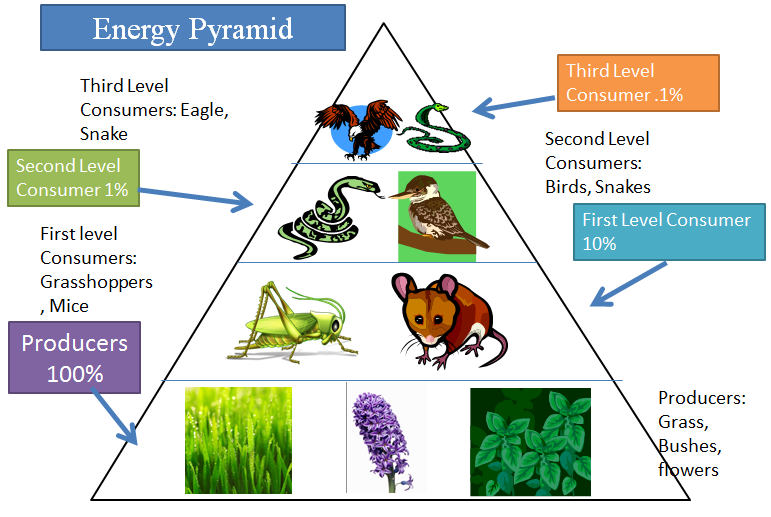 Energy Pyramid
Third Level
Consumers: Eagle,
Snake
Third Level
Consumer .1%
Second Level
Consumers:
Birds, Snakes
Second Level
Consumer 1%
First Level Consumer
10%
First level
Consumers:
Grasshoppers
, Mice
Producers
100%
Producers:
Grass,
Bushes,
flowers